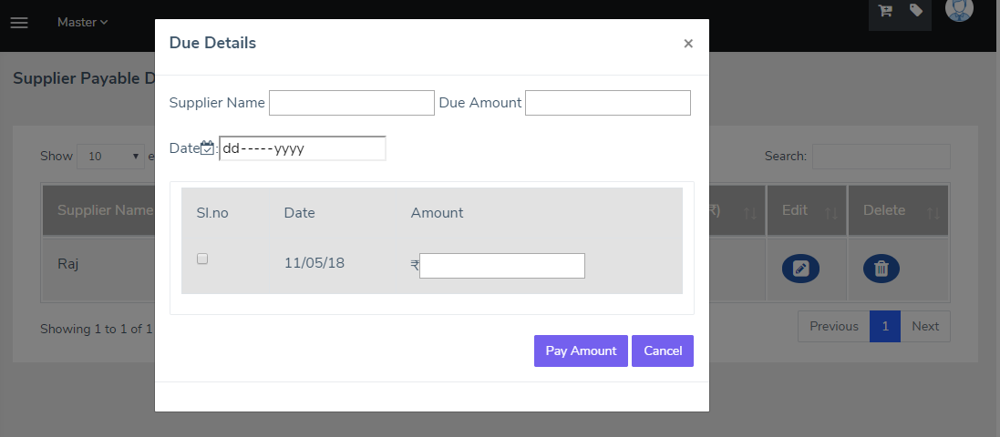 Master
Due Details ×
Supplier Payable D
Supplier Name Due Amount
Date : dd-----yyyy
Show 10 e Search:
Sl.no Date Amount
Supplier Name ₹) Edit Delete
11/05/18 ₹
Raj
Showing 1 to 1 of 1 Previous 1 Next
Pay Amount Cancel